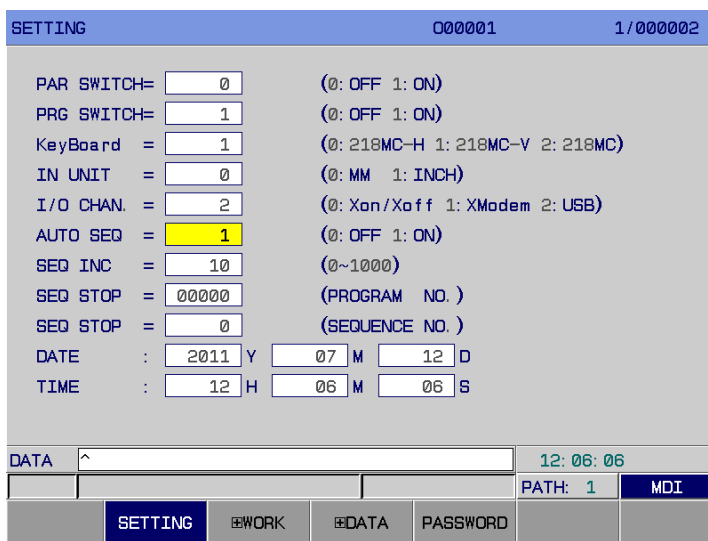 SETTING O00001 1/000002
PAR SWITCH= 0 (0: OFF 1: ON)
PRG SWITCH= 1 (0: OFF 1: ON)
KeyBoard = 1 (0: 218MC-H 1: 218MC-V 2: 218MC)
IN UNIT = 0 (0: MM 1: INCH)
I/O CHAN. = 2 (0: Xon/Xoff 1: XModem 2: USB)
AUTO SEQ = 1 (0: OFF 1: ON)
SEQ INC = 10 (0~1000)
SEQ STOP = 00000 (PROGRAM NO. )
SEQ STOP = 0 (SEQUENCE NO. )
DATE : 2011 Y 07 M 12 D
TIME : 12 H 06 M 06 S
DATA ^ 12: 06: 06
PATH: 1 MDI
SETTING ⊞WORK ⊞DATA PASSWORD